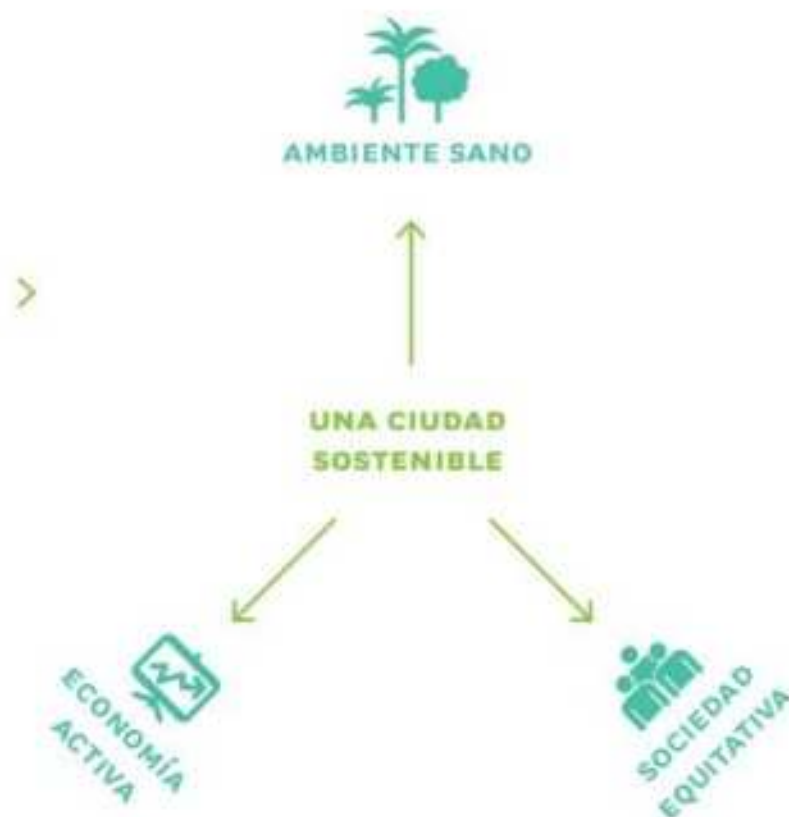 AMBIENTE SANO
UNA CIUDAD
SOSTENIBLE
ECONOMÍA
ACTIVA
SOCIEDAD
EQUITATIVA